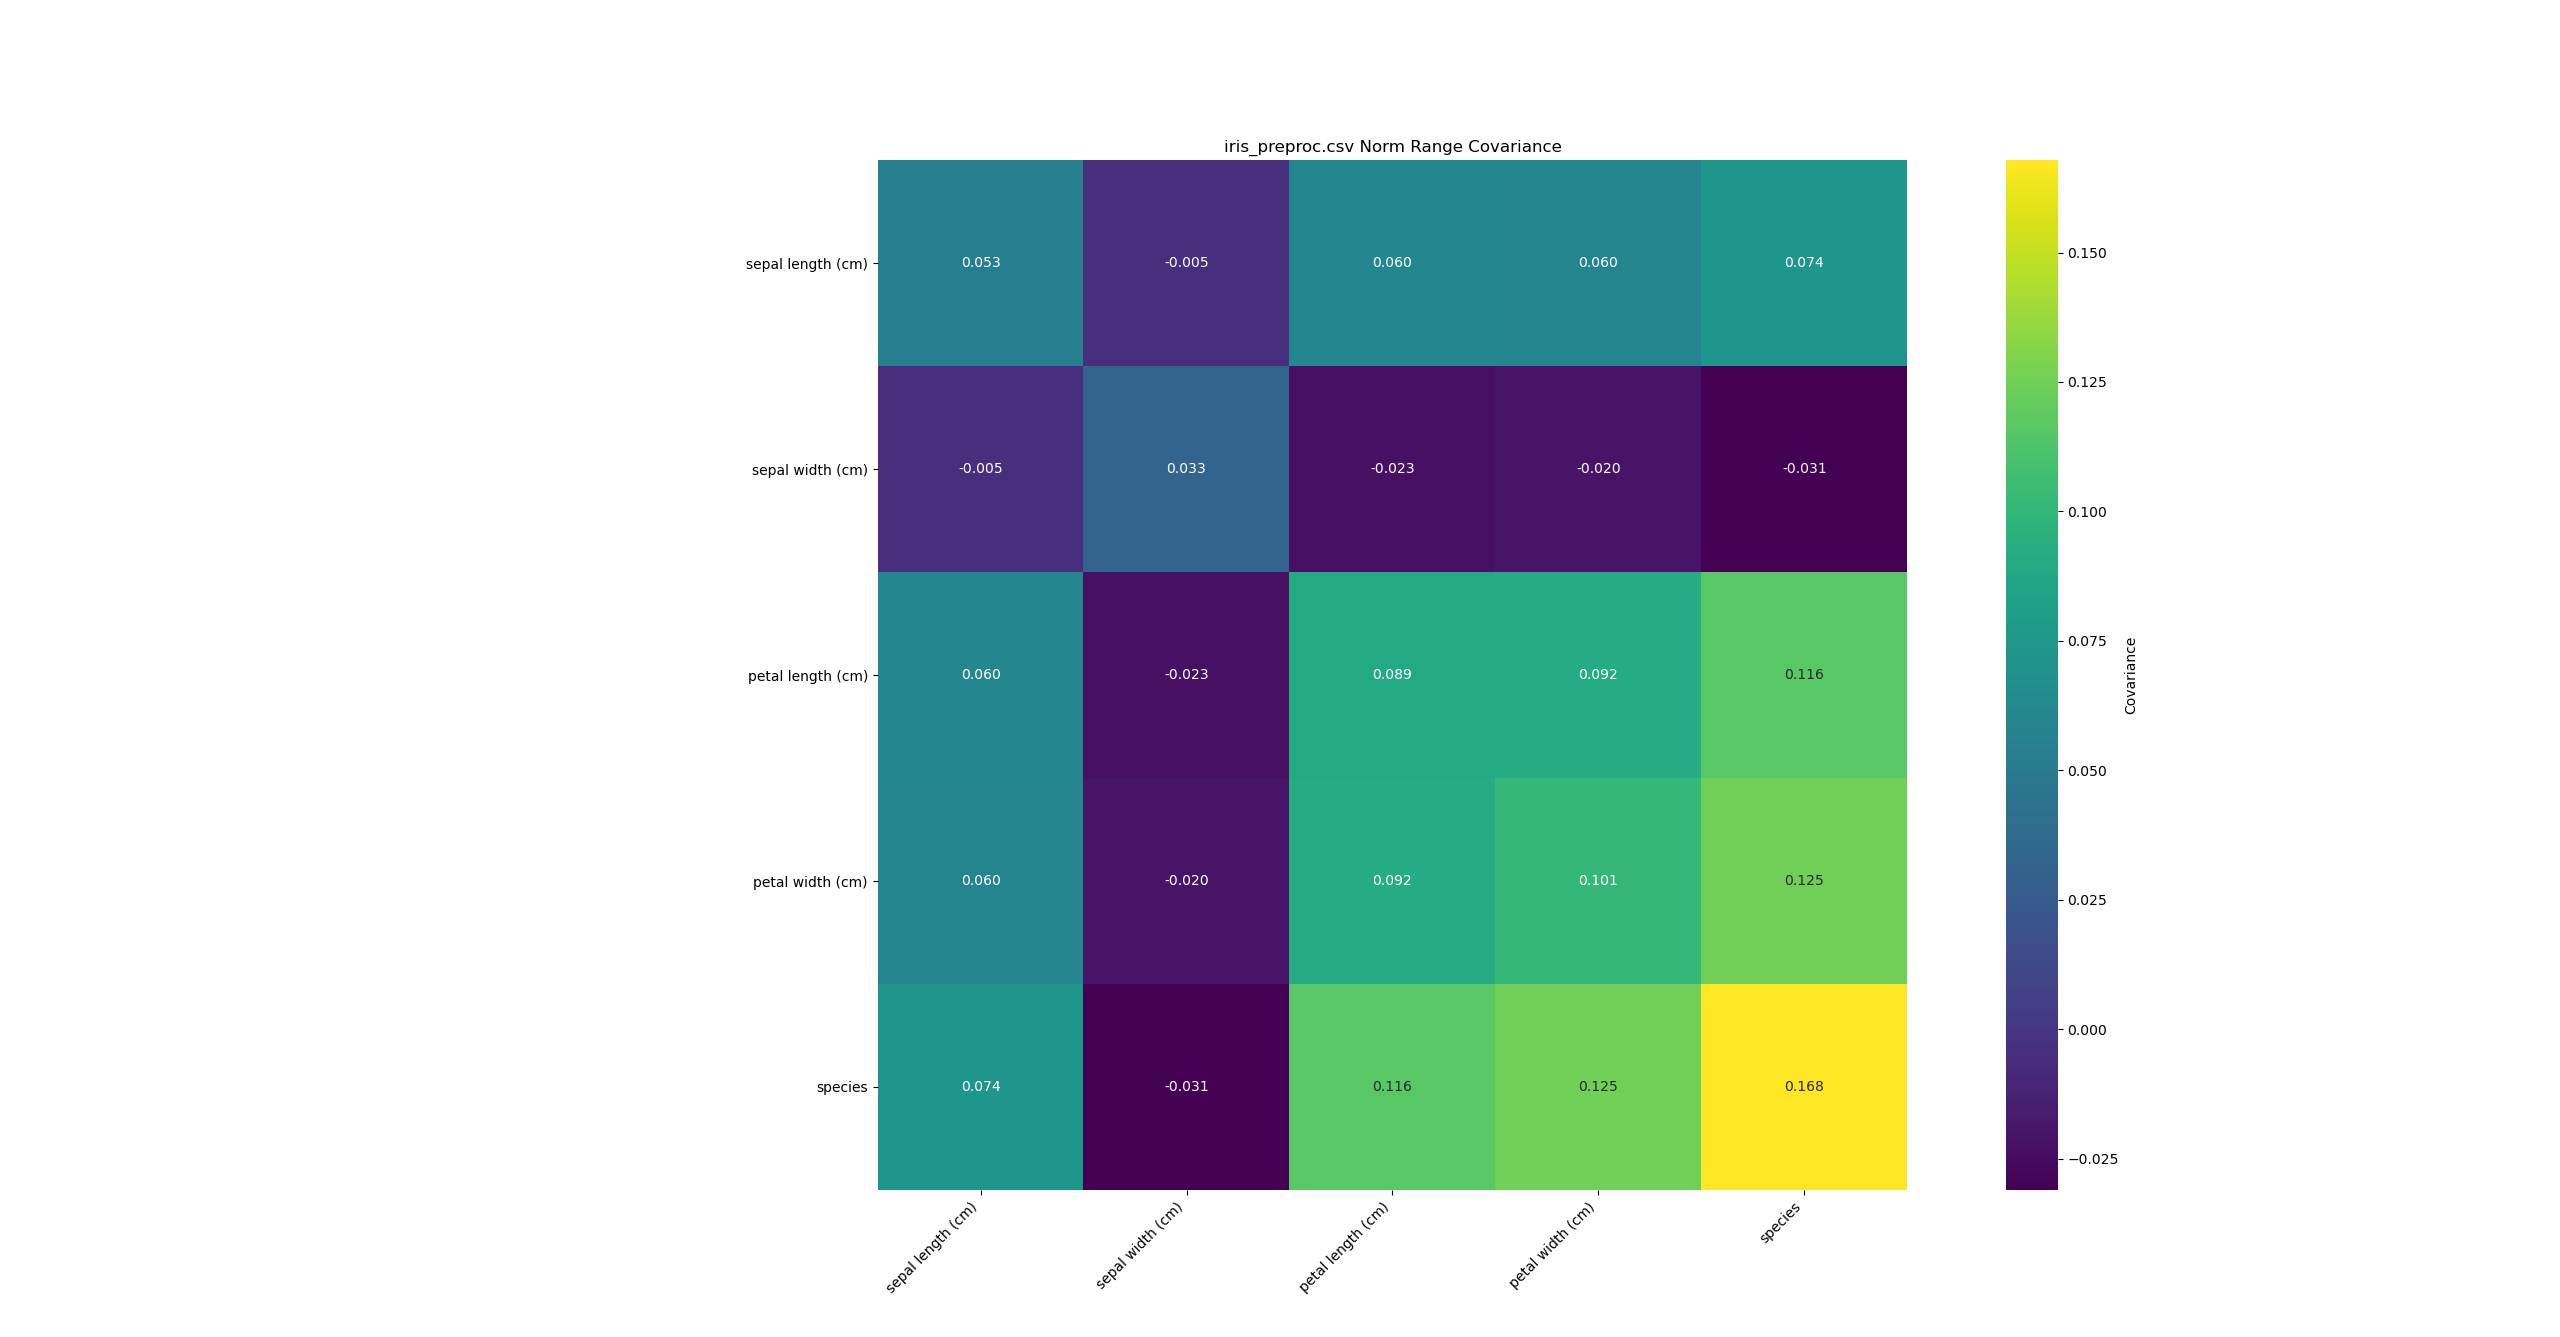 iris_preproc.csv Norm Range Covariance
sepal length (cm) 0.053 -0.005 0.060 0.060 0.074
sepal width (cm) -0.005 0.033 -0.023 -0.020 -0.031
petal length (cm) 0.060 -0.023 0.089 0.092 0.116
petal width (cm) 0.060 -0.020 0.092 0.101 0.125
species 0.074 -0.031 0.116 0.125 0.168
sepal length (cm) sepal width (cm) petal length (cm) petal width (cm) species
0.150
0.125
0.100
0.075
0.050
0.025
0.000
−0.025
Covariance